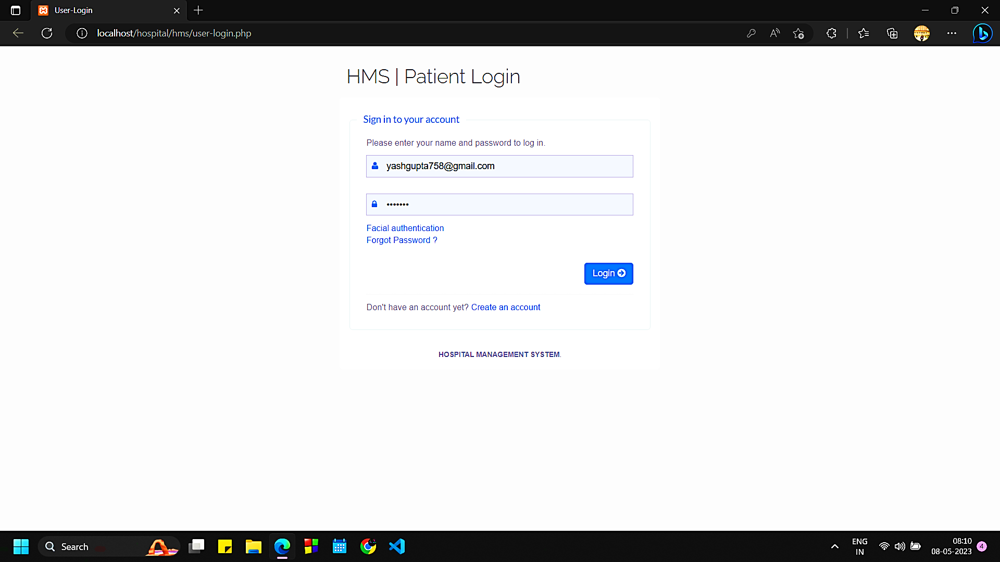 User-Login
localhost/hospital/hms/user-login.php
HMS | Patient Login
Sign in to your account
Please enter your name and password to log in.
yashgupta758@gmail.com
•••••••
Facial authentication
Forgot Password ?
Login
Don't have an account yet? Create an account
HOSPITAL MANAGEMENT SYSTEM.
Search
ENG
IN
08:10
08-05-2023
4